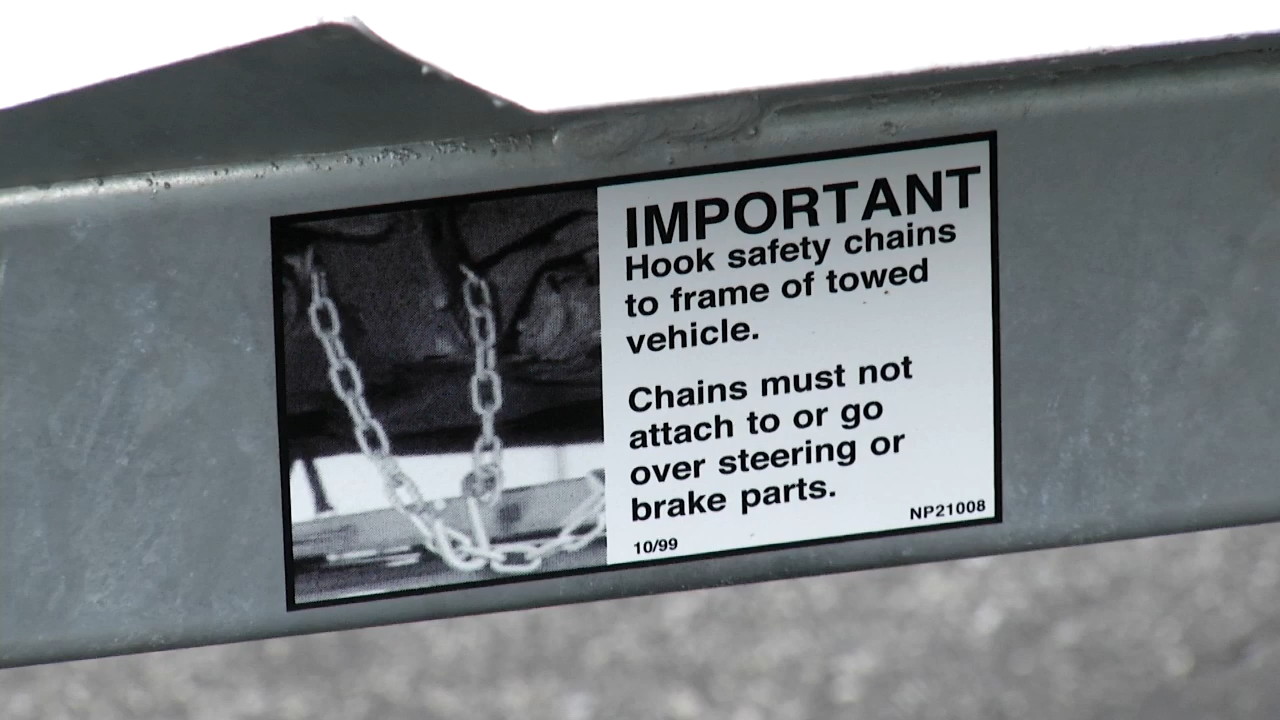 IMPORTANT
Hook safety chains
to frame of towed
vehicle.
Chains must not
attach to or go
over steering or
brake parts.
NP21008
10/99